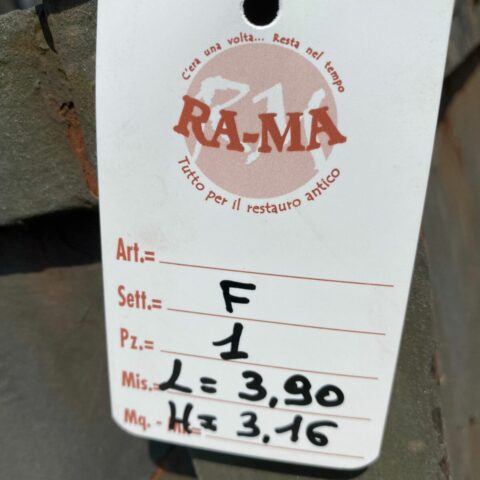 C'era una volta... Resta nel tempo
RA-MA
Tutto per il restauro antico
Art.=
Sett.= F
Pz.= 1
Mis.= L = 3,90
Mq. - H = 3,16